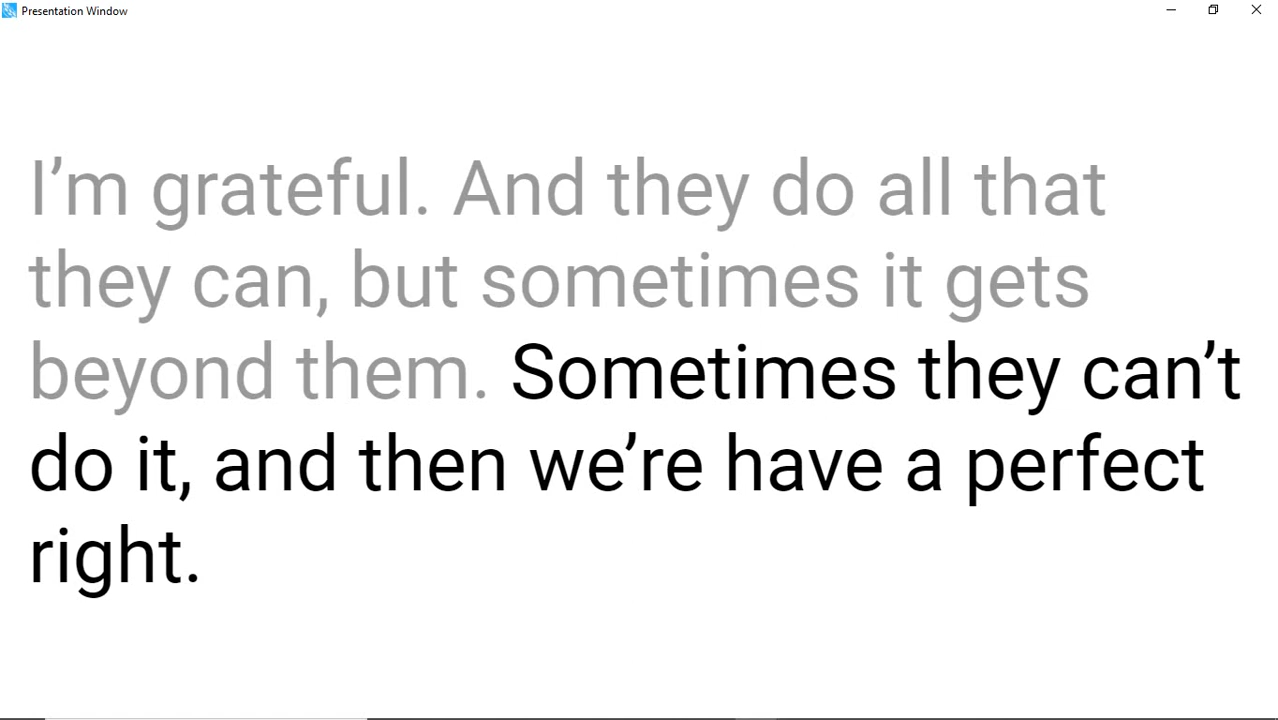 Presentation Window
I’m grateful. And they do all that
they can, but sometimes it gets
beyond them. Sometimes they can’t
do it, and then we’re have a perfect
right.